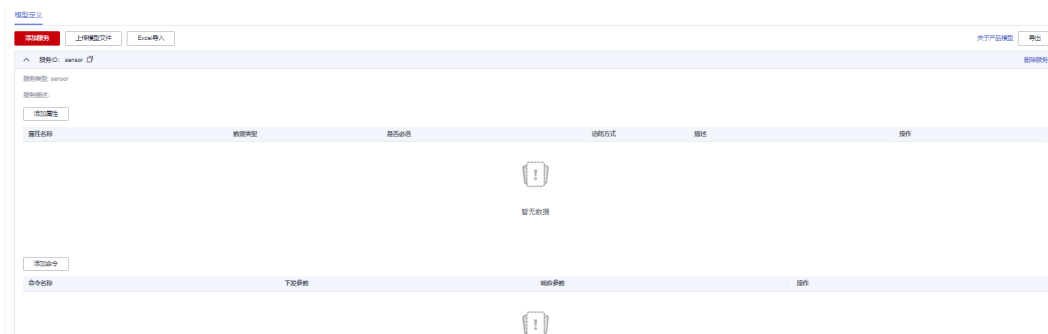 模型定义
添加服务 上传模型文件 Excel导入 关于产品模型 导出
服务ID: sensor 删除服务
服务类型: sensor
服务描述:
添加属性
属性名称 数据类型 是否必选 访问方式 描述 操作
暂无数据
添加命令
命令名称 下发参数 响应参数 操作